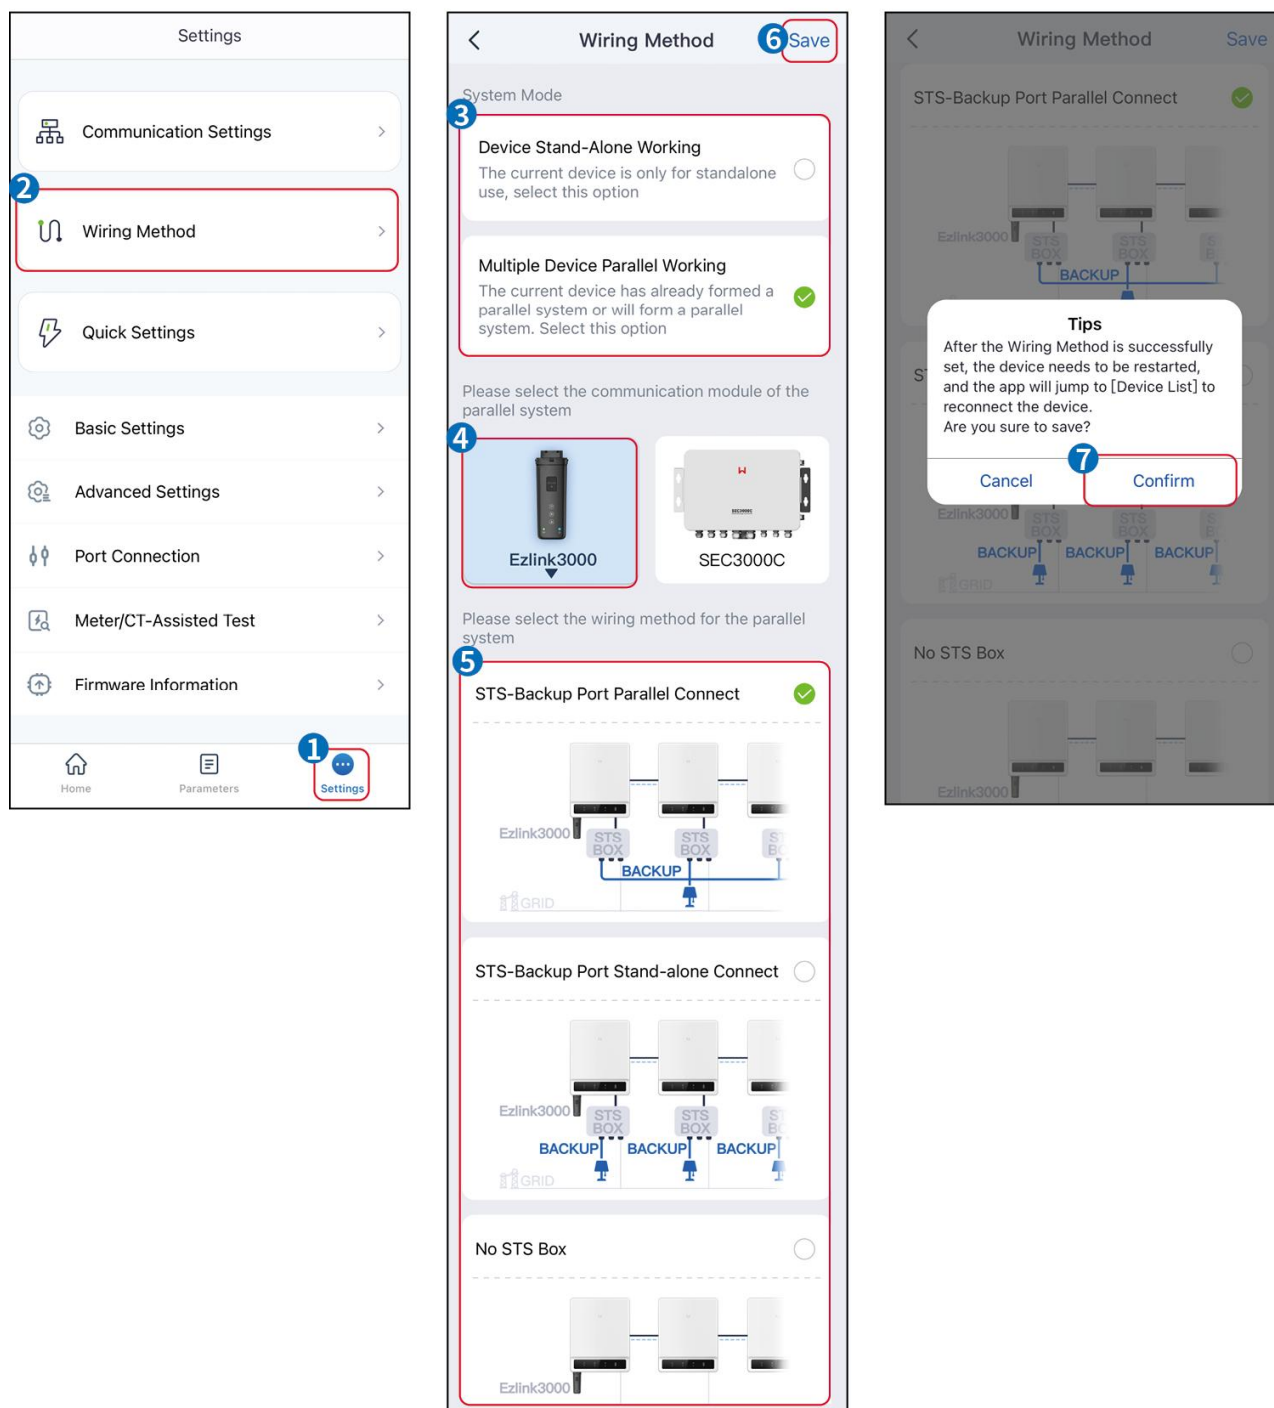 Settings
Communication Settings
2
Wiring Method
Quick Settings
Basic Settings
Advanced Settings
Port Connection
Meter/CT-Assisted Test
Firmware Information
1
Home
Parameters
Settings
Wiring Method
6
Save
System Mode
3
Device Stand-Alone Working
The current device is only for standalone
use, select this option
Multiple Device Parallel Working
The current device has already formed a
parallel system or will form a parallel
system. Select this option
Please select the communication module of the
parallel system
4
Ezlink3000
SEC3000C
Please select the wiring method for the parallel
system
5
STS-Backup Port Parallel Connect
Ezlink3000
STS BOX
STS BOX
BACKUP
GRID
STS-Backup Port Stand-alone Connect
Ezlink3000
STS BOX
STS BOX
BACKUP
BACKUP
BACKUP
GRID
No STS Box
Ezlink3000
Wiring Method
Save
STS-Backup Port Parallel Connect
Ezlink3000
STS BOX
STS BOX
BACKUP
Tips
After the Wiring Method is successfully
set, the device needs to be restarted,
and the app will jump to [Device List] to
reconnect the device.
Are you sure to save?
7
Cancel
Confirm
Ezlink3000
STS BOX
STS BOX
BACKUP
BACKUP
BACKUP
GRID
No STS Box
Ezlink3000